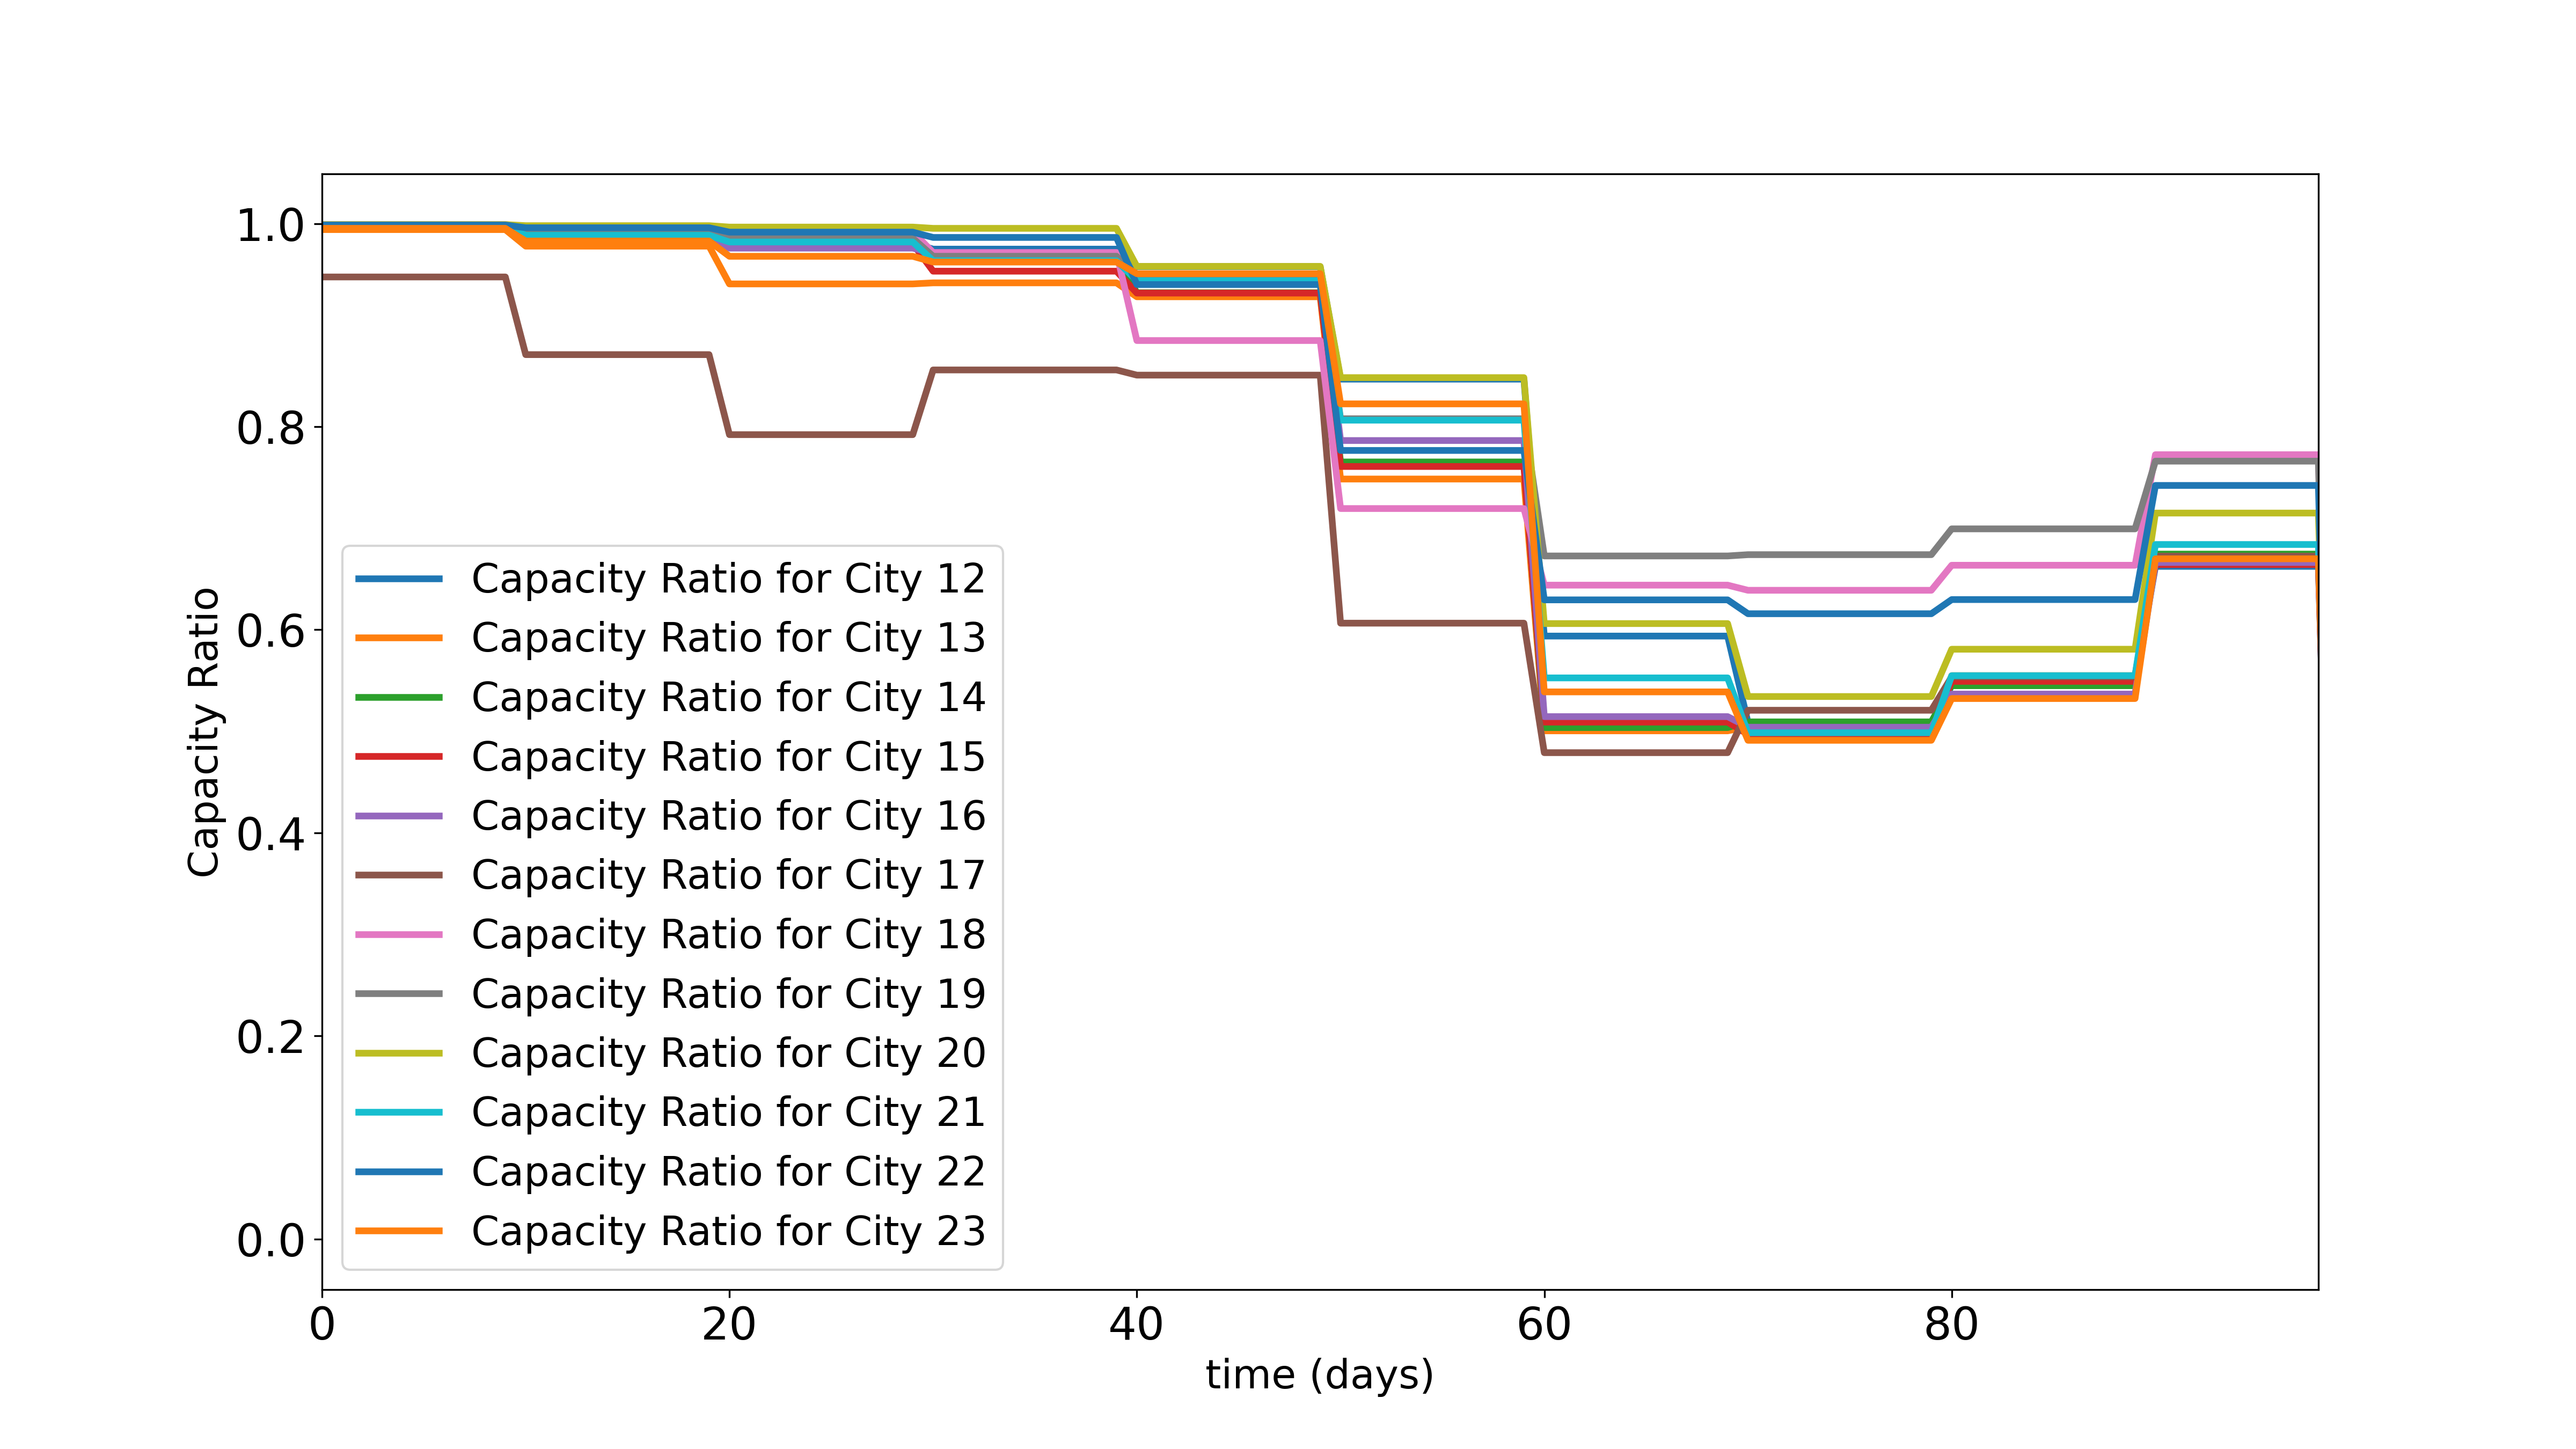 1.0
0.8
0.6
0.4
0.2
0.0
Capacity Ratio
Capacity Ratio for City 12
Capacity Ratio for City 13
Capacity Ratio for City 14
Capacity Ratio for City 15
Capacity Ratio for City 16
Capacity Ratio for City 17
Capacity Ratio for City 18
Capacity Ratio for City 19
Capacity Ratio for City 20
Capacity Ratio for City 21
Capacity Ratio for City 22
Capacity Ratio for City 23
0 20 40 60 80
time (days)